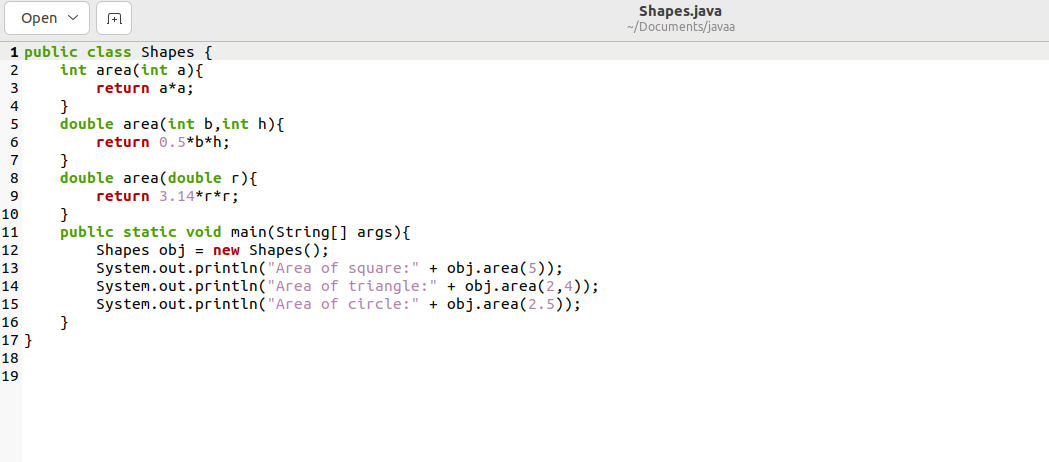 Open
Shapes.java
~/Documents/javaa
1 public class Shapes {
2     int area(int a){
3         return a*a;
4     }
5     double area(int b,int h){
6         return 0.5*b*h;
7     }
8     double area(double r){
9         return 3.14*r*r;
10     }
11     public static void main(String[] args){
12         Shapes obj = new Shapes();
13         System.out.println("Area of square:" + obj.area(5));
14         System.out.println("Area of triangle:" + obj.area(2,4));
15         System.out.println("Area of circle:" + obj.area(2.5));
16     }
17 }
18
19